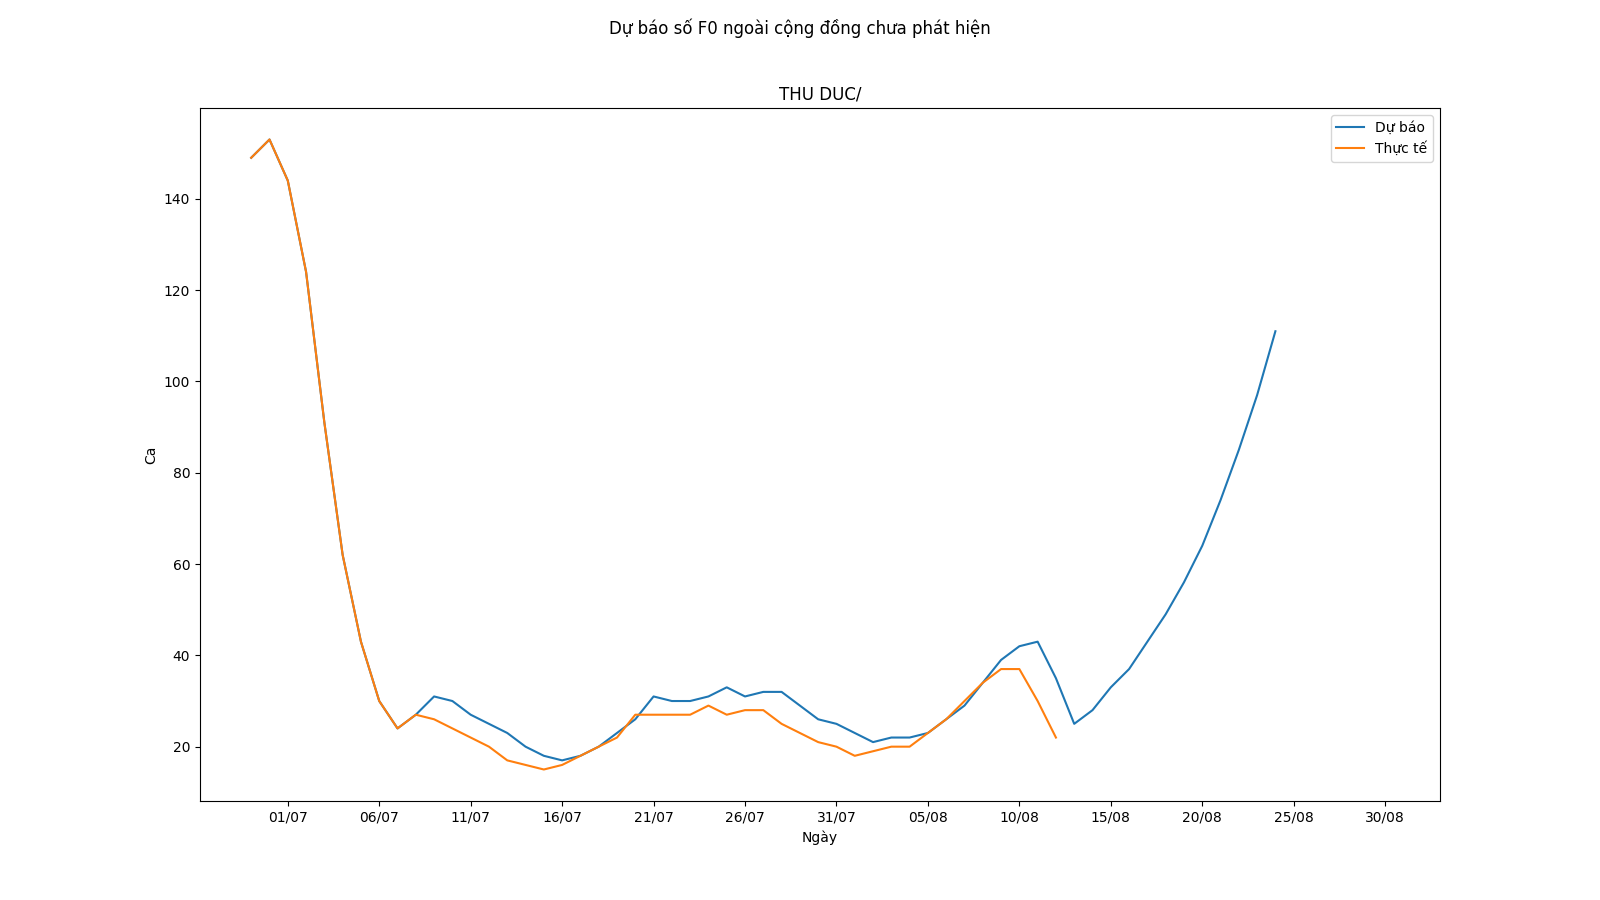 Dự báo số F0 ngoài cộng đồng chưa phát hiện
THU DUC/
Dự báo
Thực tế
140
120
100
80
60
40
20
Ca
01/07 06/07 11/07 16/07 21/07 26/07 31/07 05/08 10/08 15/08 20/08 25/08 30/08
Ngày